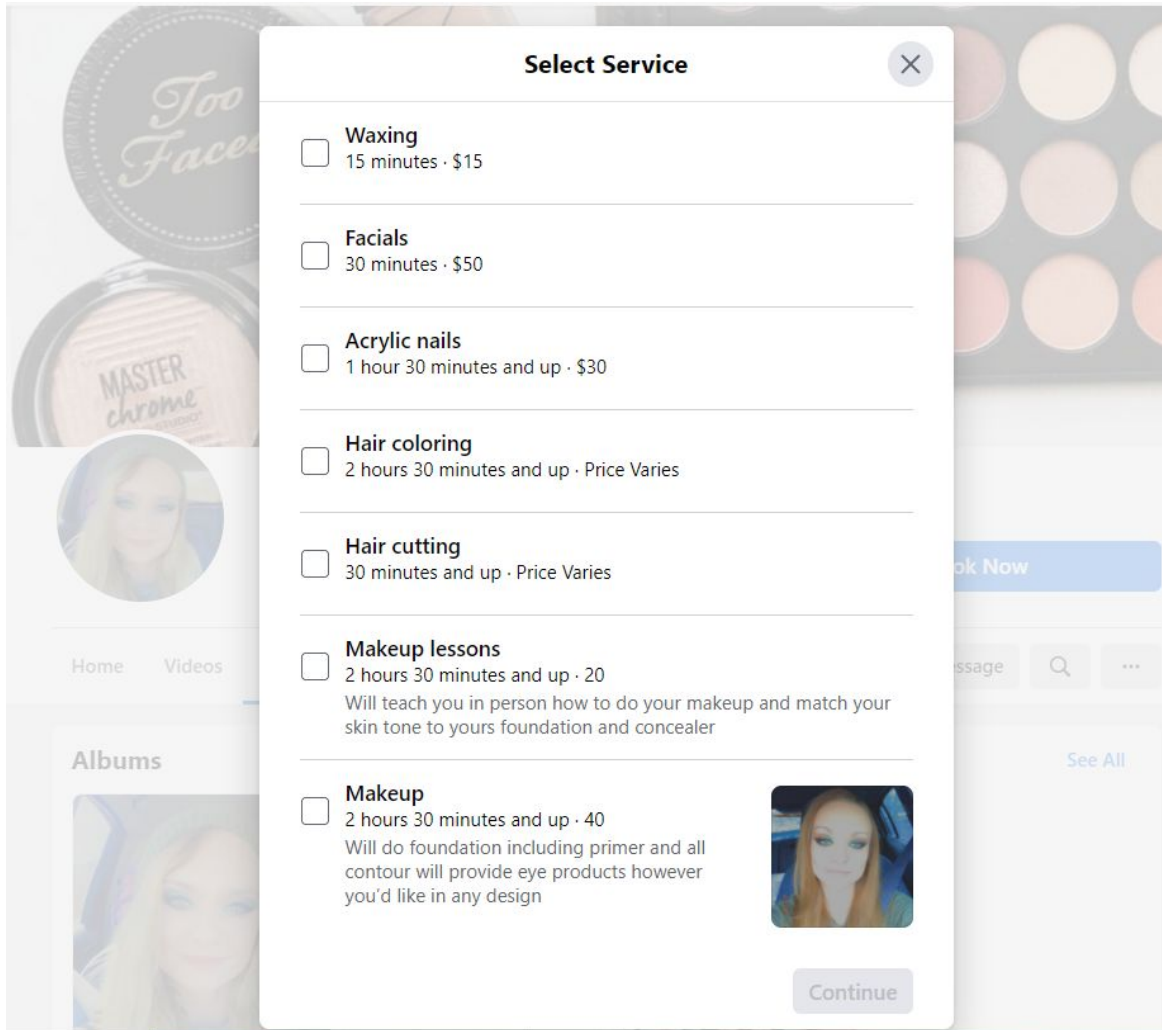 Select Service
Waxing
15 minutes · $15
Facials
30 minutes · $50
Acrylic nails
1 hour 30 minutes and up · $30
Hair coloring
2 hours 30 minutes and up · Price Varies
Hair cutting
30 minutes and up · Price Varies
Makeup lessons
2 hours 30 minutes and up · 20
Will teach you in person how to do your makeup and match your
skin tone to yours foundation and concealer
Makeup
2 hours 30 minutes and up · 40
Will do foundation including primer and all
contour will provide eye products however
you'd like in any design
Continue
Too
Faced
MASTER
chrome
STUDIO
ok Now
Home Videos
essage
Albums
See All